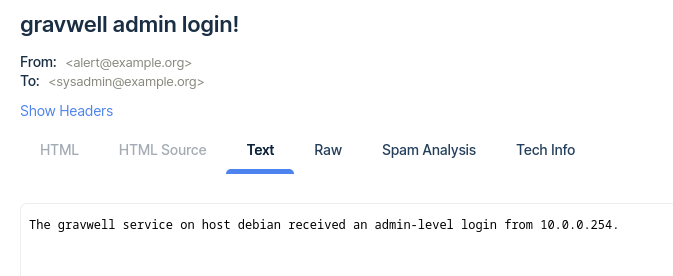 gravwell admin login!
From: <alert@example.org>
To: <sysadmin@example.org>
Show Headers
HTML HTML Source Text Raw Spam Analysis Tech Info
The gravwell service on host debian received an admin-level login from 10.0.0.254.